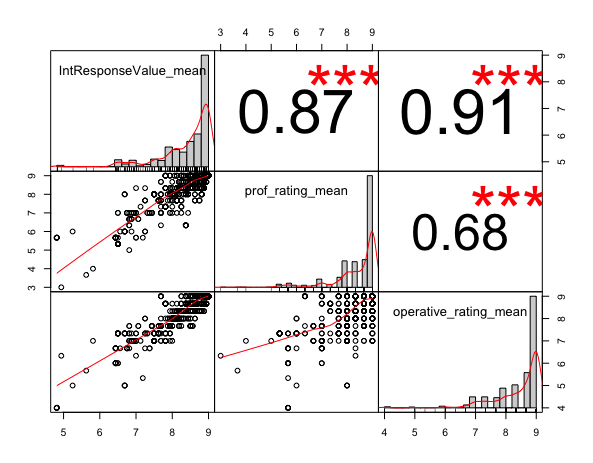 3 4 5 6 7 8 9
IntResponseValue_mean
0.87
***
0.91
***
5 6 7 8 9
3 4 5 6 7 8 9
prof_rating_mean
0.68
***
operative_rating_mean
4 5 6 7 8 9
5 6 7 8 9
4 5 6 7 8 9